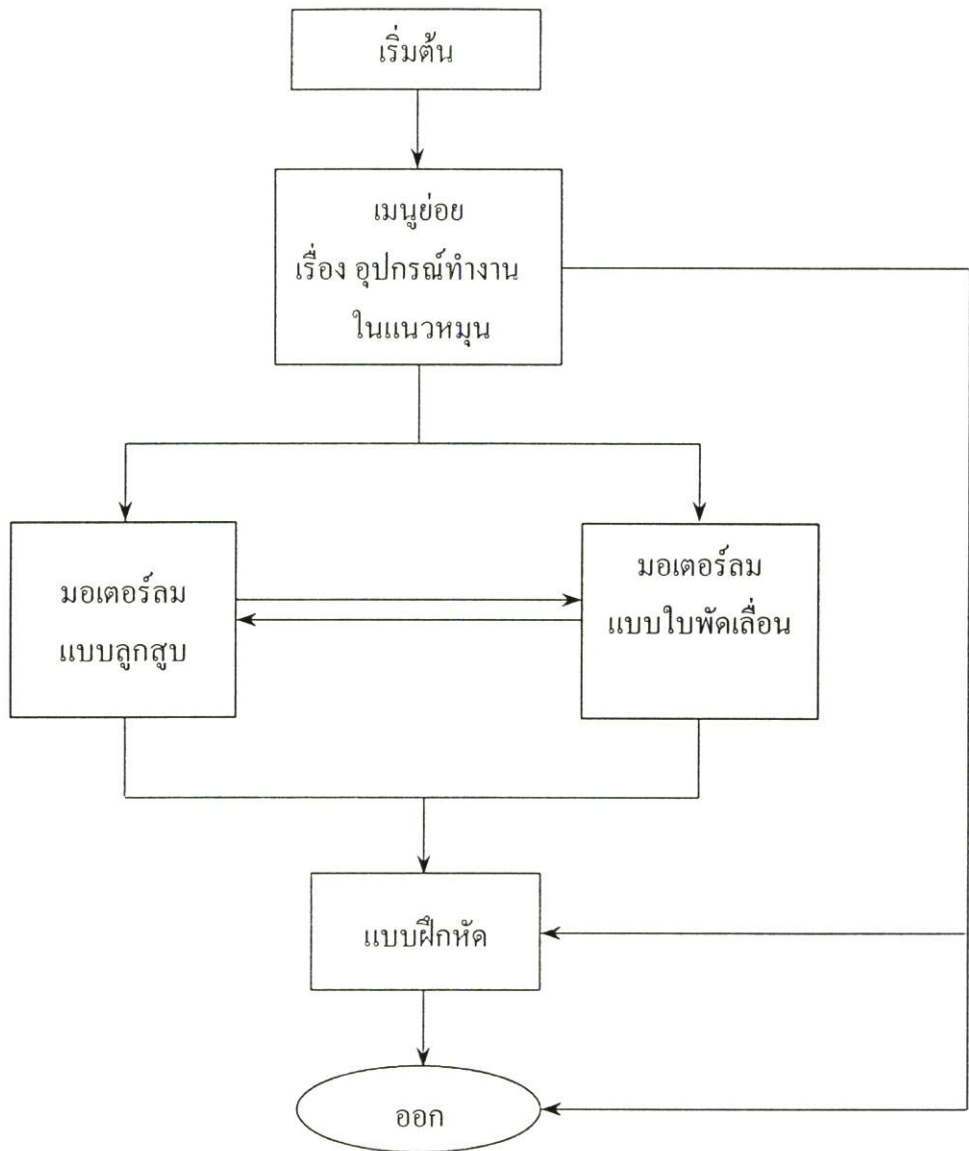 เริ่มต้น
เมนูย่อย
เรื่อง อุปกรณ์ทำงาน
ในแนวหมุน
มอเตอร์ลม
แบบลูกสูบ
มอเตอร์ลม
แบบใบพัดเลื่อน
แบบฝึกหัด
ออก